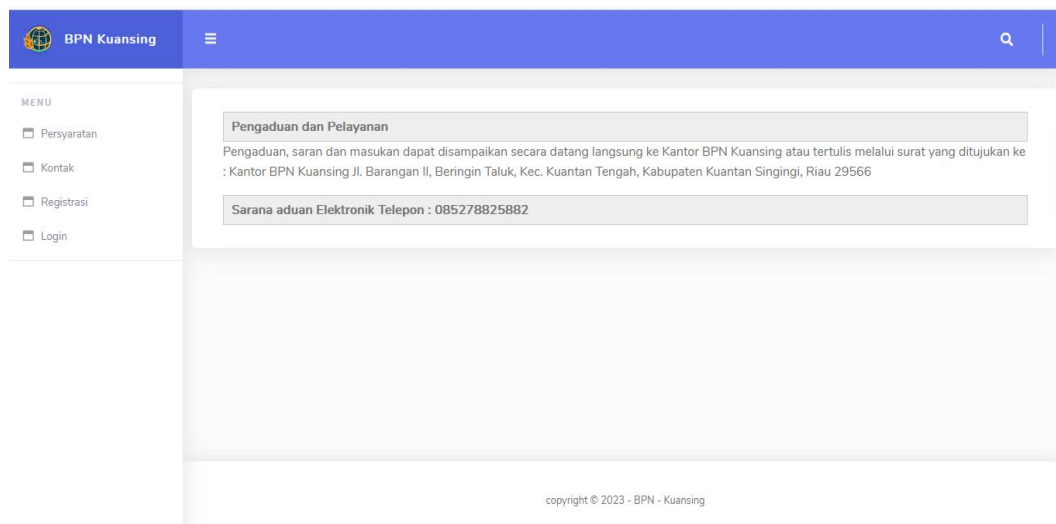 BPN Kuansing
MENU
Persyaratan
Kontak
Registrasi
Login
Pengaduan dan Pelayanan
Pengaduan, saran dan masukan dapat disampaikan secara datang langsung ke Kantor BPN Kuansing atau tertulis melalui surat yang ditujukan ke
: Kantor BPN Kuansing Jl. Barangan II, Beringin Taluk, Kec. Kuantan Tengah, Kabupaten Kuantan Singingi, Riau 29566
Sarana aduan Elektronik Telepon : 085278825882
copyright © 2023 - BPN - Kuansing